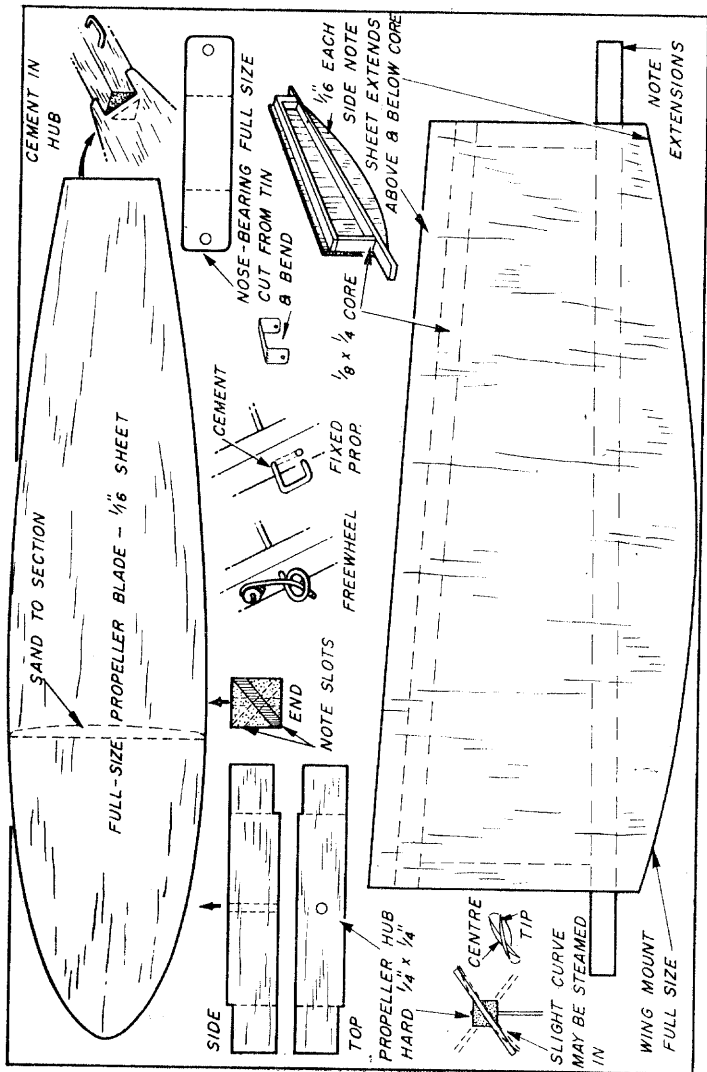 SAND TO SECTION
FULL-SIZE PROPELLER BLADE – 1/16" SHEET
CEMENT IN
HUB
SIDE
TOP
END
NOTE SLOTS
FREEWHEEL
CEMENT
FIXED
PROP.
NOSE-BEARING FULL SIZE
CUT FROM TIN
& BEND
PROPELLER HUB
HARD 1/4" x 1/4"
CENTRE
TIP
SLIGHT CURVE
MAY BE STEAMED
IN
1/8 x 1/4 CORE
1/16" EACH
SIDE NOTE
SHEET EXTENDS
ABOVE & BELOW CORE
WING MOUNT
FULL SIZE
NOTE
EXTENSIONS